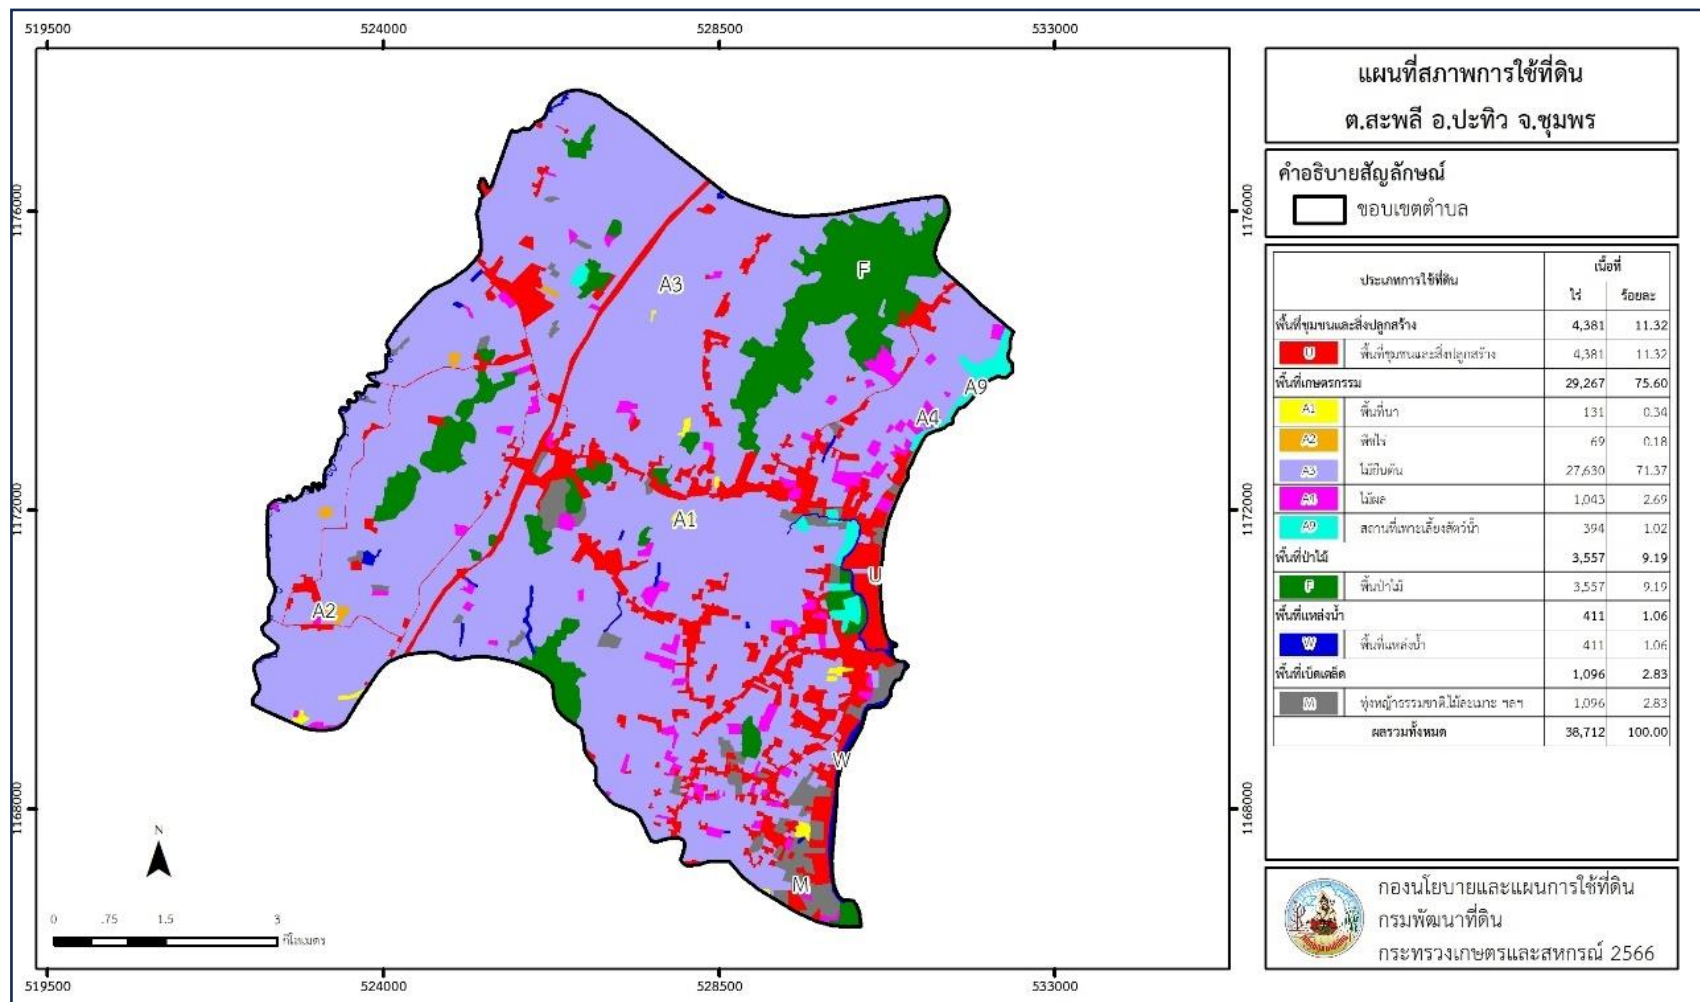 519500 524000 528500 533000
แผนที่สภาพการใช้ที่ดิน
ต.สะพลี อ.ปะทิว จ.ชุมพร
คำอธิบายสัญลักษณ์
ขอบเขตตำบล
1176000 1176000
1172000 1172000
1168000 1168000
F
A3
A9
A4
A1
U
A2
W
M
ประเภทการใช้ที่ดิน เนื้อที่
ไร่ ร้อยละ
พื้นที่ชุมชนและสิ่งปลูกสร้าง 4,381 11.32
U พื้นที่ชุมชนและสิ่งปลูกสร้าง 4,381 11.32
พื้นที่เกษตรกรรม 29,267 75.60
A1 พื้นที่นา 131 0.34
A2 พืชไร่ 69 0.18
A3 ไม้ยืนต้น 27,630 71.37
A4 ไม้ผล 1,043 2.69
A9 สถานที่เพาะเลี้ยงสัตว์น้ำ 394 1.02
พื้นที่ป่าไม้ 3,557 9.19
F พื้นป่าไม้ 3,557 9.19
พื้นที่แหล่งน้ำ 411 1.06
W พื้นที่แหล่งน้ำ 411 1.06
พื้นที่เบ็ดเตล็ด 1,096 2.83
M ทุ่งหญ้าธรรมชาติ ไม้ละเมาะ ฯลฯ 1,096 2.83
ผลรวมทั้งหมด 38,712 100.00
N
0 .75 1.5 3
กิโลเมตร
กองนโยบายและแผนการใช้ที่ดิน
กรมพัฒนาที่ดิน
กระทรวงเกษตรและสหกรณ์ 2566
519500 524000 528500 533000